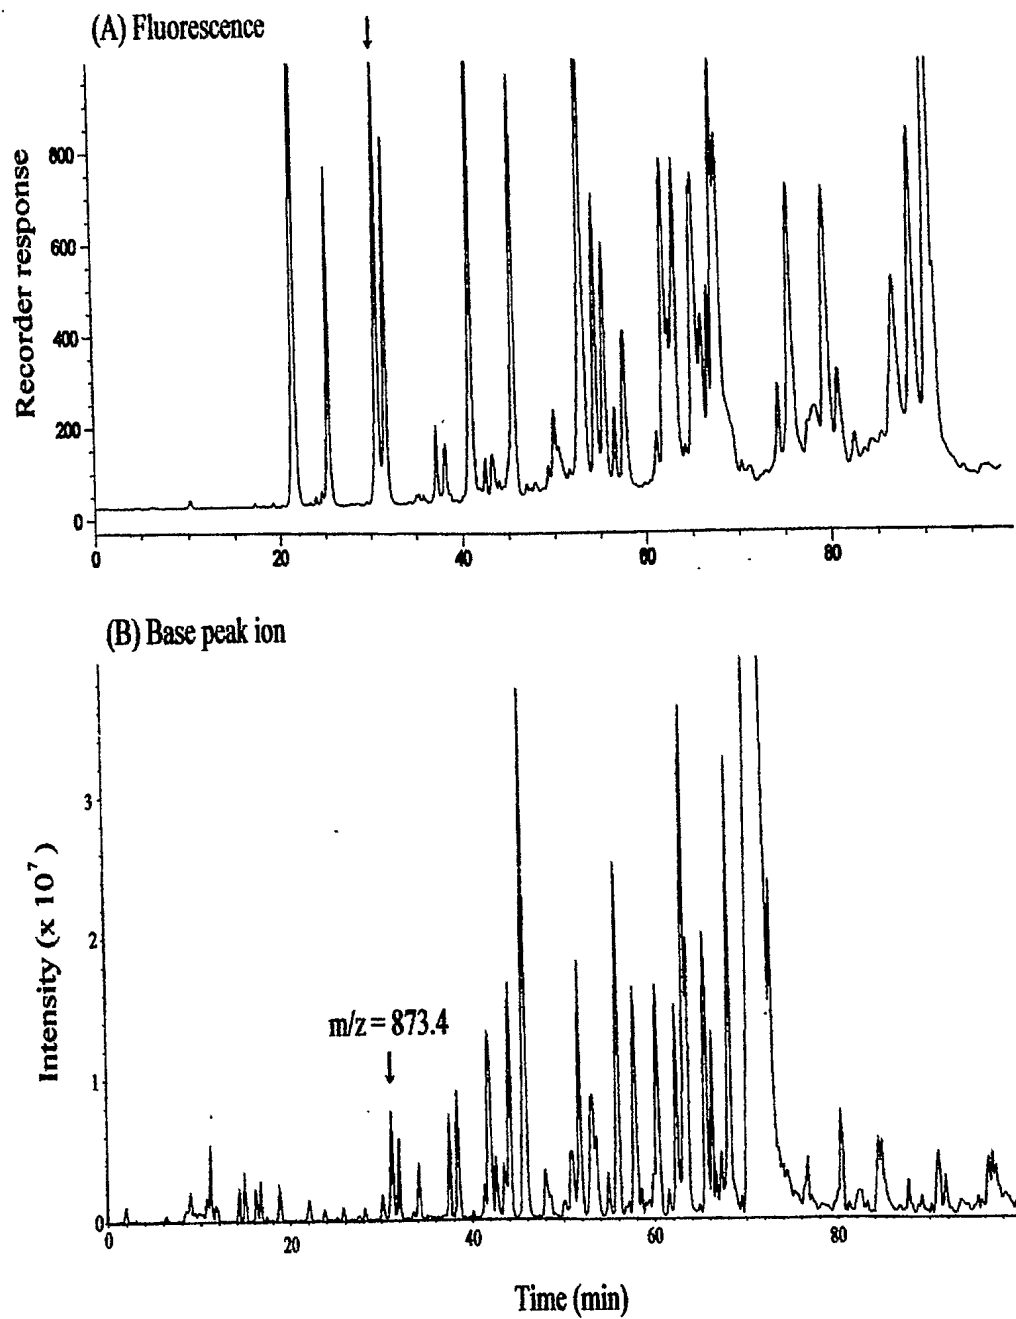 (A) Fluorescence
Recorder response
800
600
400
200
0
0 20 40 60 80
(B) Base peak ion
Intensity (x 10⁷)
3
2
1
0
m/z = 873.4
0 20 40 60 80
Time (min)